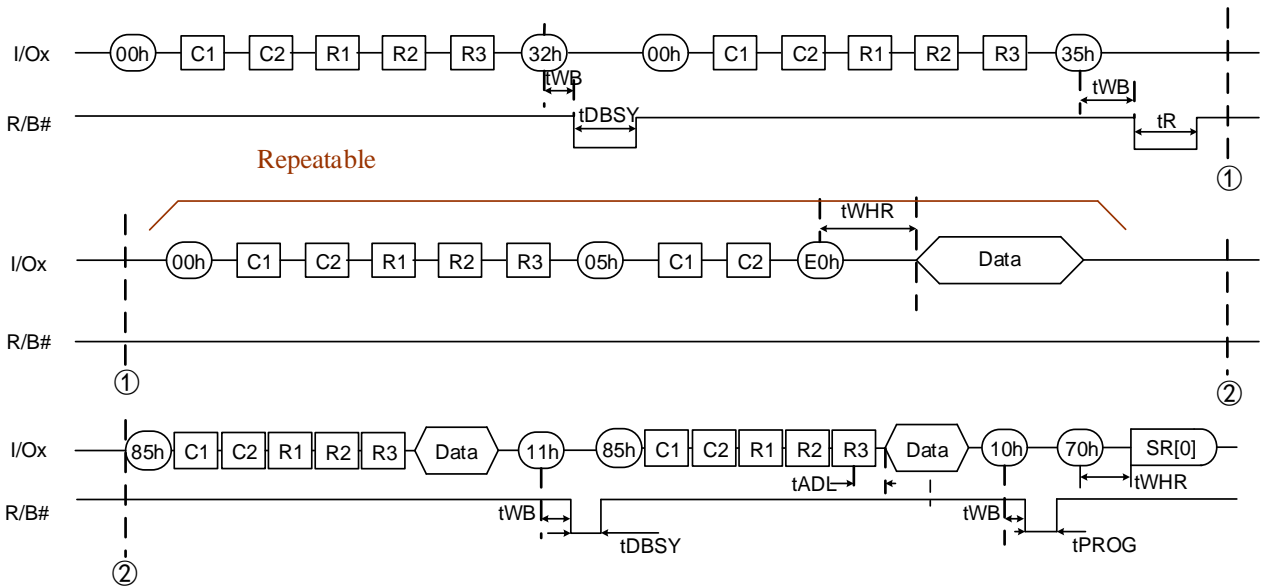 I/Ox 00h C1 C2 R1 R2 R3 32h 00h C1 C2 R1 R2 R3 35h
tWB tWB
R/B# tDBSY tR
Repeatable
①
tWHR
I/Ox 00h C1 C2 R1 R2 R3 05h C1 C2 E0h Data
R/B#
① ②
I/Ox 85h C1 C2 R1 R2 R3 Data 11h 85h C1 C2 R1 R2 R3 Data 10h 70h SR[0]
tADL tWHR
R/B# tWB tWB
tDBSY tPROG
②